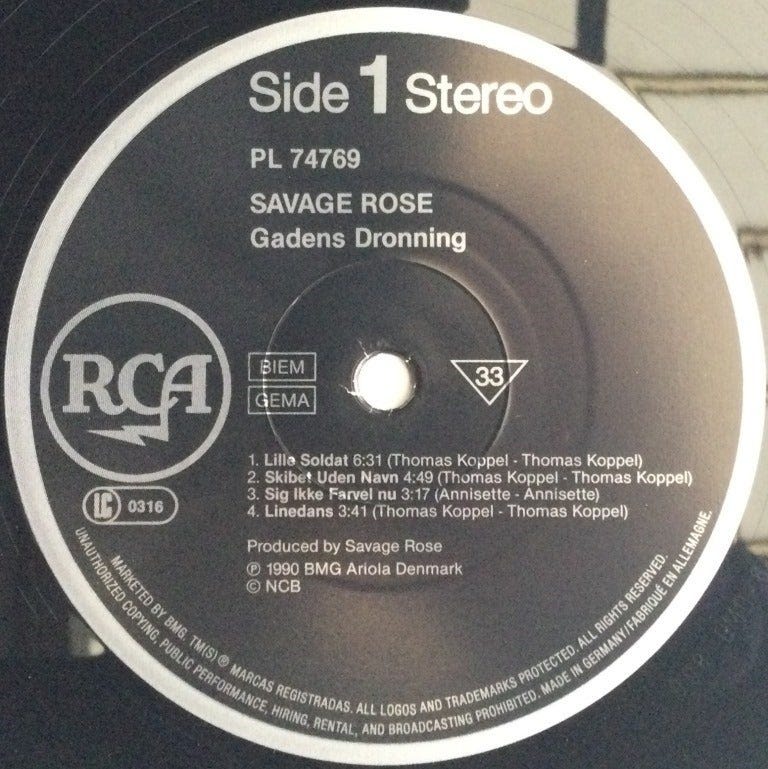 Side 1 Stereo
PL 74769
SAVAGE ROSE
Gadens Dronning
RCA
BIEM
GEMA
33
1. Lille Soldat 6:31 (Thomas Koppel - Thomas Koppel)
2. Skibet Uden Navn 4:49 (Thomas Koppel - Thomas Koppel)
3. Sig Ikke Farvel nu 3:17 (Annisette - Annisette)
4. Linedans 3:41 (Thomas Koppel - Thomas Koppel)
LC 0316
Produced by Savage Rose
℗ 1990 BMG Ariola Denmark
© NCB
MARKETED BY BMG. TM(S) ® MARCAS REGISTRADAS. ALL LOGOS AND TRADEMARKS PROTECTED. ALL RIGHTS RESERVED.
UNAUTHORIZED COPYING, PUBLIC PERFORMANCE, HIRING, RENTAL, AND BROADCASTING PROHIBITED. MADE IN GERMANY/FABRIQUÉ EN ALLEMAGNE.